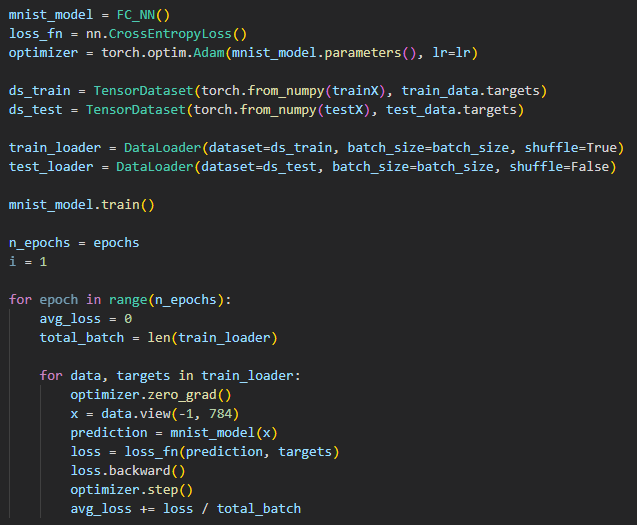 mnist_model = FC_NN()
loss_fn = nn.CrossEntropyLoss()
optimizer = torch.optim.Adam(mnist_model.parameters(), lr=lr)
ds_train = TensorDataset(torch.from_numpy(trainX), train_data.targets)
ds_test = TensorDataset(torch.from_numpy(testX), test_data.targets)
train_loader = DataLoader(dataset=ds_train, batch_size=batch_size, shuffle=True)
test_loader = DataLoader(dataset=ds_test, batch_size=batch_size, shuffle=False)
mnist_model.train()
n_epochs = epochs
i = 1
for epoch in range(n_epochs):
    avg_loss = 0
    total_batch = len(train_loader)
    for data, targets in train_loader:
        optimizer.zero_grad()
        x = data.view(-1, 784)
        prediction = mnist_model(x)
        loss = loss_fn(prediction, targets)
        loss.backward()
        optimizer.step()
        avg_loss += loss / total_batch